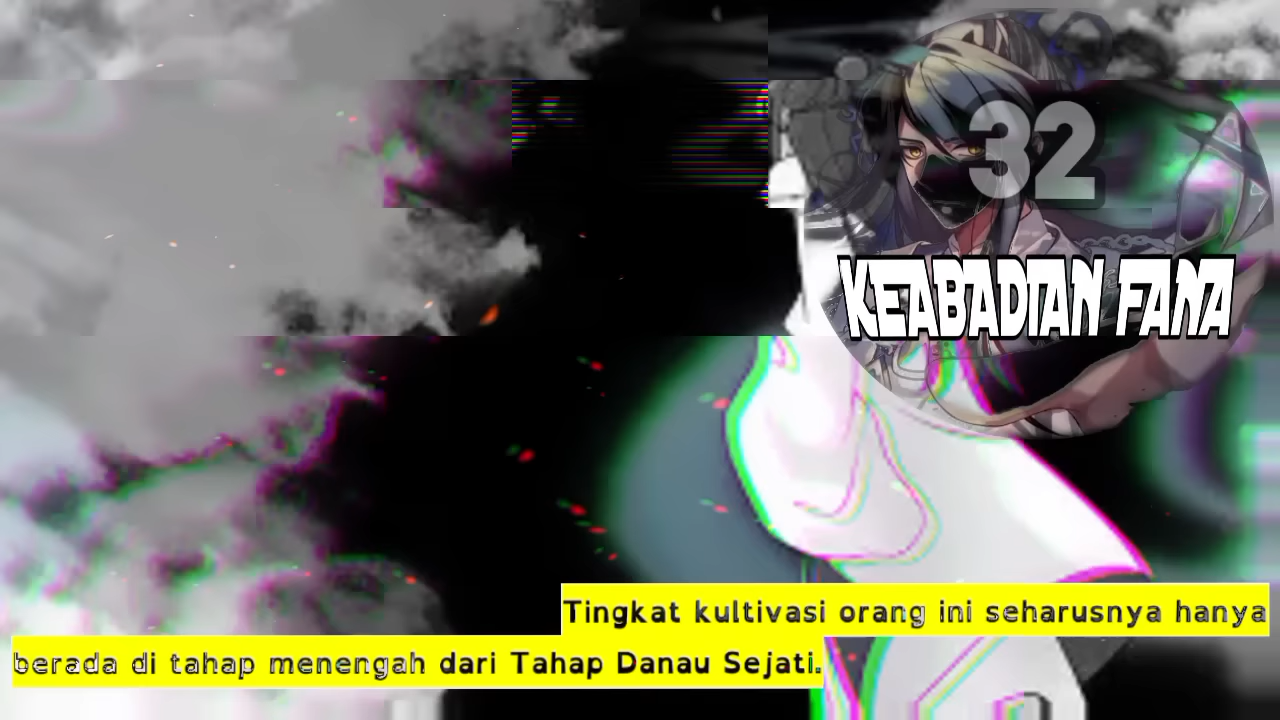 32
KEABADIAN FANA
Tingkat kultivasi orang ini seharusnya hanya
berada di tahap menengah dari Tahap Danau Sejati.